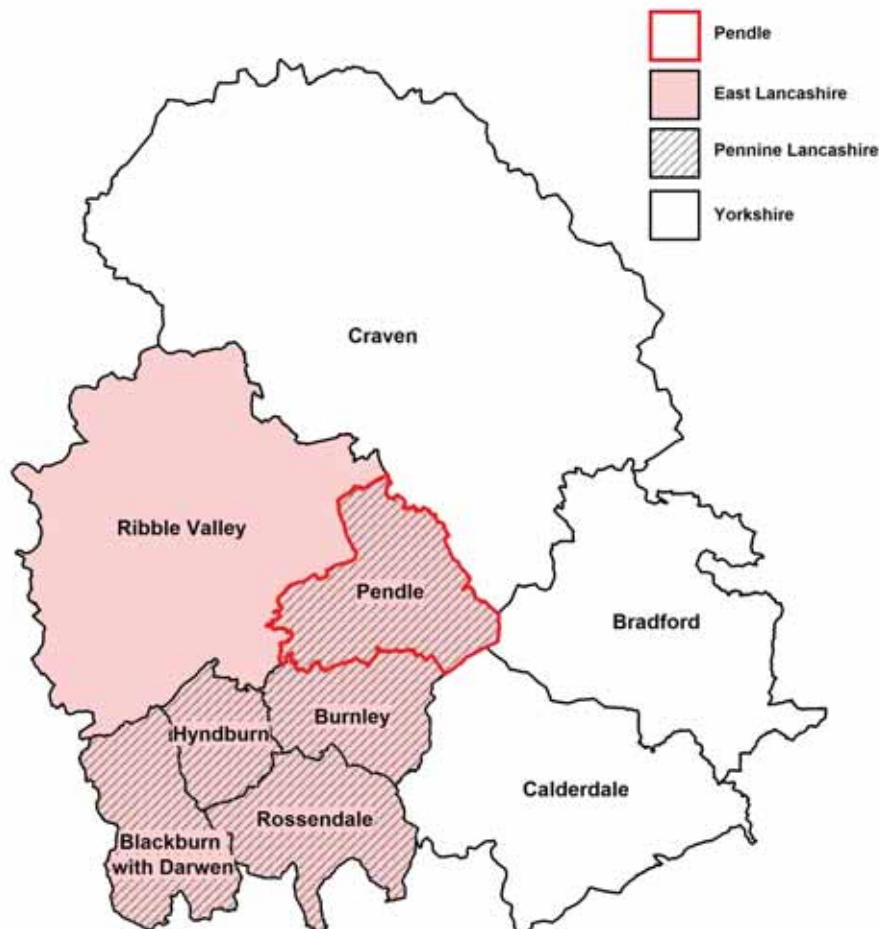 Pendle
East Lancashire
Pennine Lancashire
Yorkshire
Craven
Ribble Valley
Pendle
Bradford
Burnley
Hyndburn
Calderdale
Rossendale
Blackburn
with Darwen